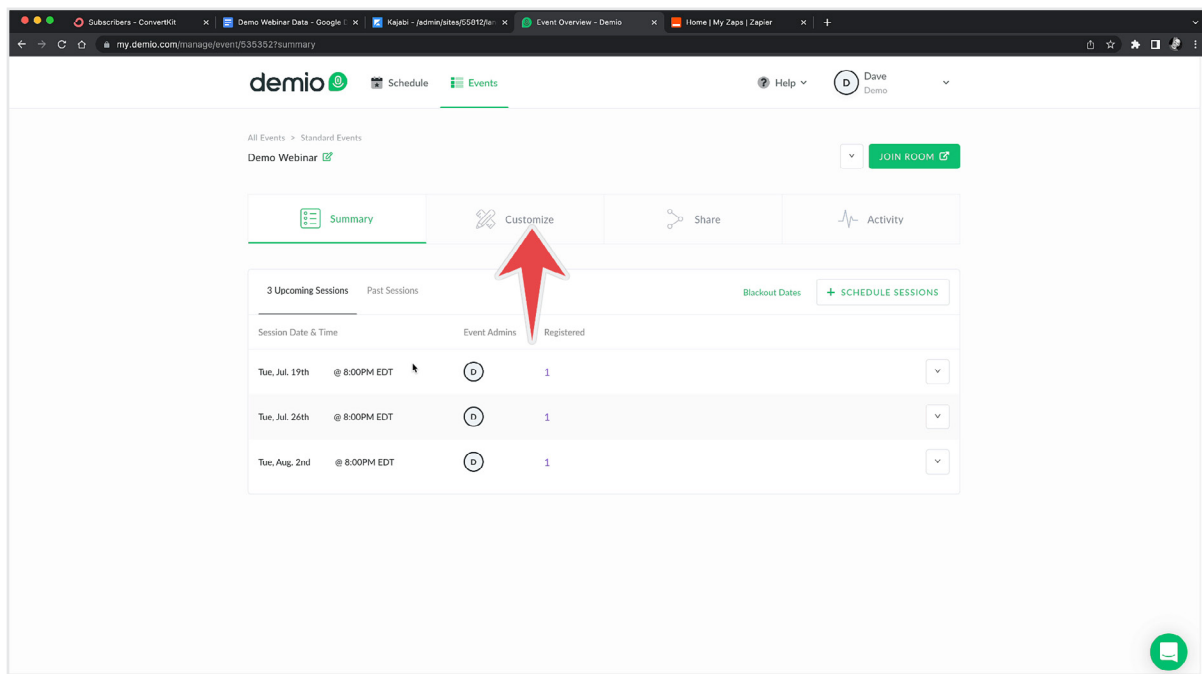 Subscribers - ConvertKit
Demo Webinar Data - Google D
Kajabi - /admin/sites/55812/lan
Event Overview - Demio
Home | My Zaps | Zapier
my.demio.com/manage/event/535352?summary
demio
Schedule
Events
? Help
D
Dave
Demo
All Events > Standard Events
Demo Webinar
JOIN ROOM
Summary
Customize
Share
Activity
3 Upcoming Sessions
Past Sessions
Blackout Dates
+ SCHEDULE SESSIONS
Session Date & Time
Event Admins
Registered
Tue, Jul. 19th @ 8:00PM EDT D 1
Tue, Jul. 26th @ 8:00PM EDT D 1
Tue, Aug. 2nd @ 8:00PM EDT D 1